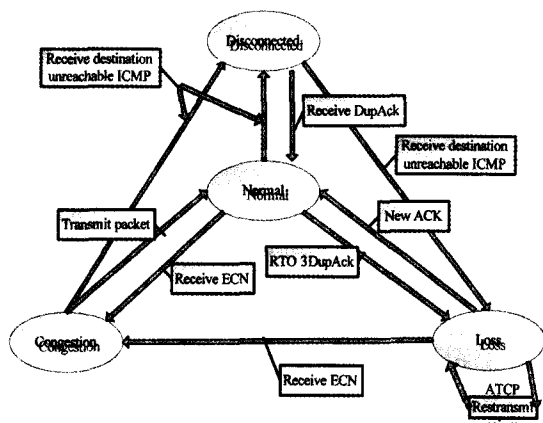 Disconnected
Receive destination
unreachable ICMP
Receive DupAck
Receive destination
unreachable ICMP
Normal
Transmit packet
New ACK
RTO 3DupAck
Receive ECN
Congestion
Loss
Receive ECN
ATCP
Restransm